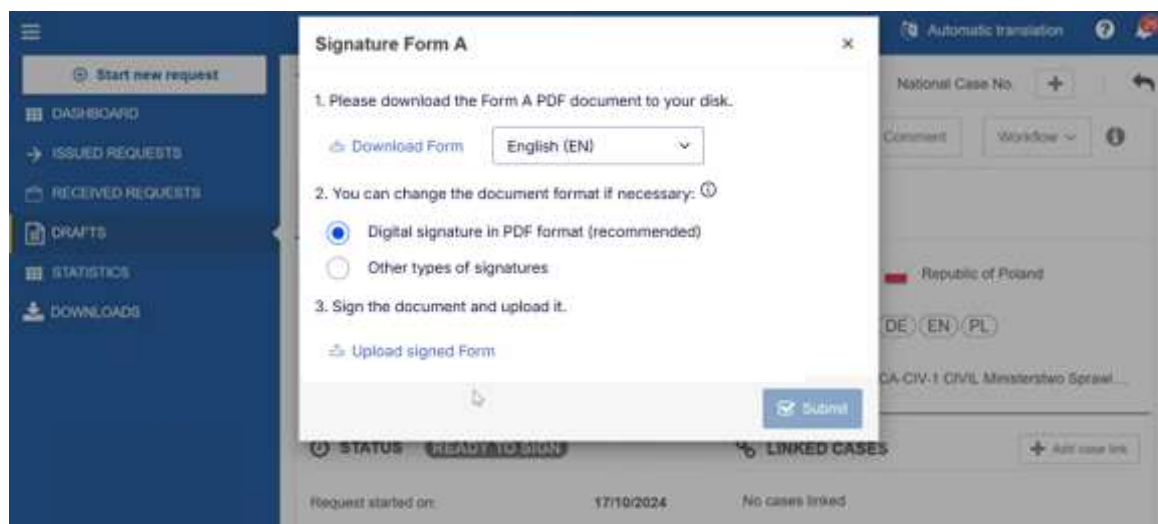 Signature Form A
×
Automatic translation
Start new request
1. Please download the Form A PDF document to your disk.
National Case No.
DASHBOARD
Download Form
English (EN)
Comment
Workflow
ISSUED REQUESTS
2. You can change the document format if necessary:
RECEIVED REQUESTS
Digital signature in PDF format (recommended)
DRAFTS
Other types of signatures
STATISTICS
Republic of Poland
3. Sign the document and upload it.
DOWNLOADS
DE EN PL
Upload signed Form
CA-CIV-1 CIVIL Ministerstwo Sprawi...
Submit
STATUS
READY TO SIGN
LINKED CASES
Add case link
Request started on:
17/10/2024
No cases linked